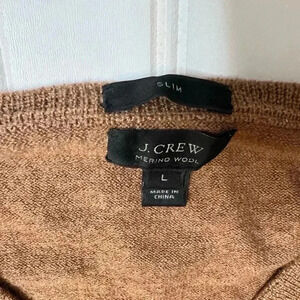 SLIM
J.CREW
MERINO WOOL
L
MADE IN
CHINA